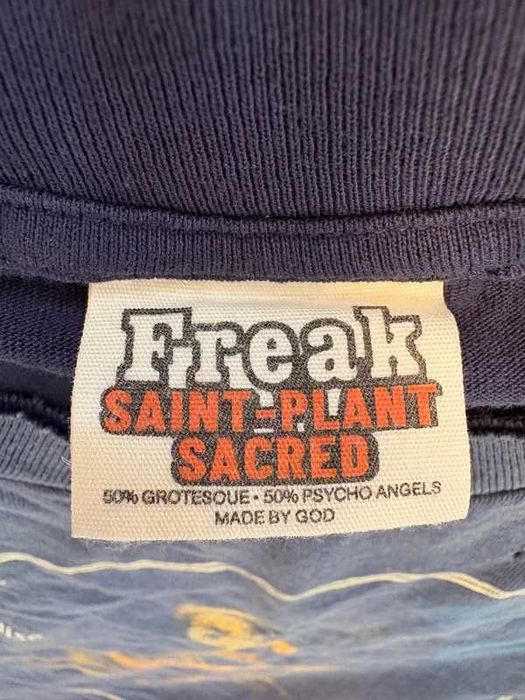 Freak
SAINT-PLANT
SACRED
50% GROTESQUE • 50% PSYCHO ANGELS
MADE BY GOD